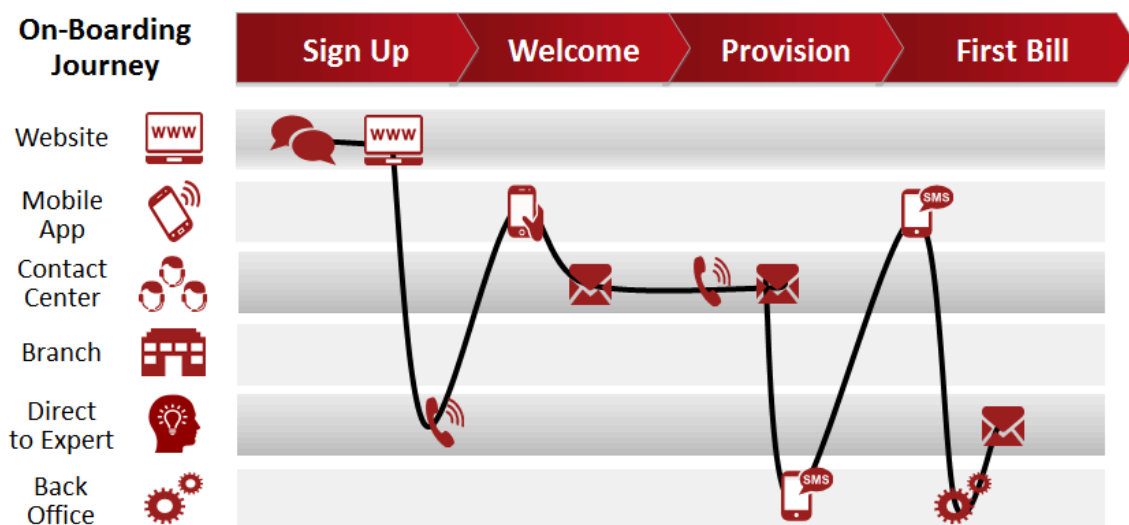 On-Boarding
Journey
Sign Up
Welcome
Provision
First Bill
Website
WWW
WWW
Mobile
App
SMS
Contact
Center
Branch
Direct
to Expert
Back
Office
SMS